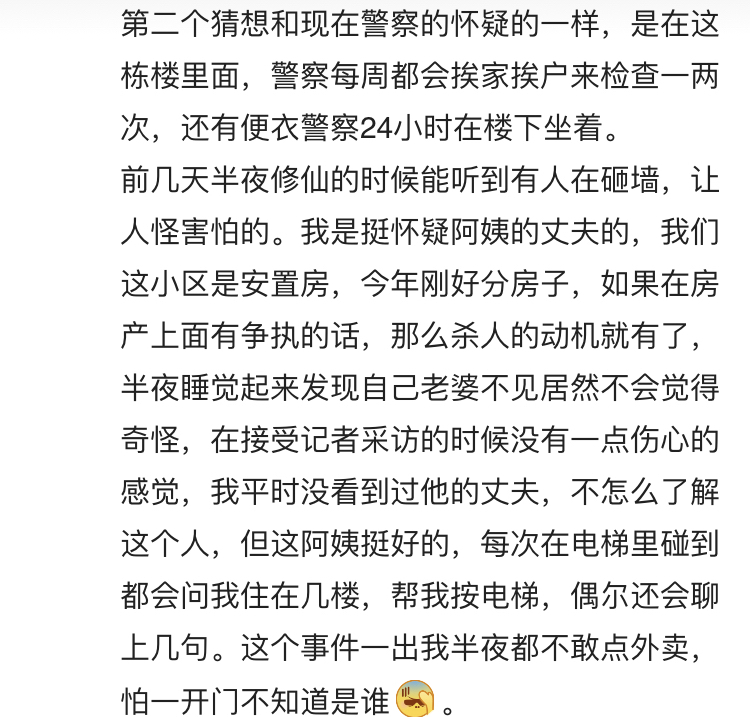 第二个猜想和现在警察的怀疑的一样，是在这
栋楼里面，警察每周都会挨家挨户来检查一两
次，还有便衣警察24小时在楼下坐着。
前几天半夜修仙的时候能听到有人在砸墙，让
人怪害怕的。我是挺怀疑阿姨的丈夫的，我们
这小区是安置房，今年刚好分房子，如果在房
产上面有争执的话，那么杀人的动机就有了，
半夜睡觉起来发现自己老婆不见居然不会觉得
奇怪，在接受记者采访的时候没有一点伤心的
感觉，我平时没看到过他的丈夫，不怎么了解
这个人，但这阿姨挺好的，每次在电梯里碰到
都会问我住在几楼，帮我按电梯，偶尔还会聊
上几句。这个事件一出我半夜都不敢点外卖，
怕一开门不知道是谁。